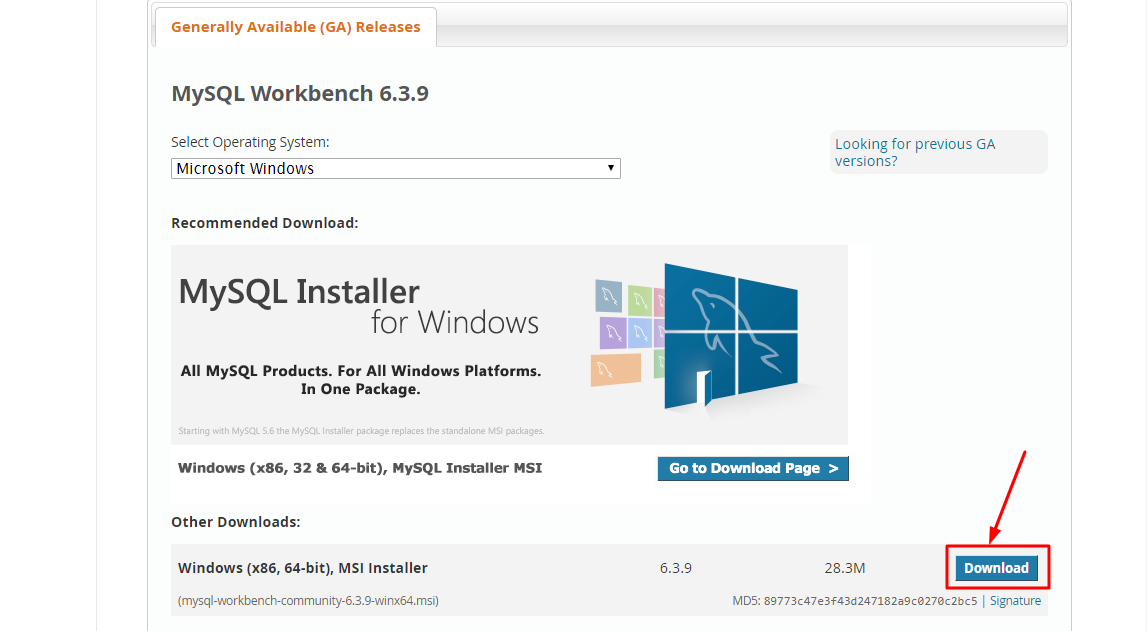 Generally Available (GA) Releases
MySQL Workbench 6.3.9
Select Operating System:
Looking for previous GA
versions?
Microsoft Windows
Recommended Download:
MySQL Installer
for Windows
All MySQL Products. For All Windows Platforms.
In One Package.
Starting with MySQL 5.6 the MySQL Installer package replaces the standalone MSI packages.
Windows (x86, 32 & 64-bit), MySQL Installer MSI
Go to Download Page >
Other Downloads:
Windows (x86, 64-bit), MSI Installer 6.3.9 28.3M Download
(mysql-workbench-community-6.3.9-winx64.msi) MD5: 89773c47e3f43d247182a9c0270c2bc5 | Signature